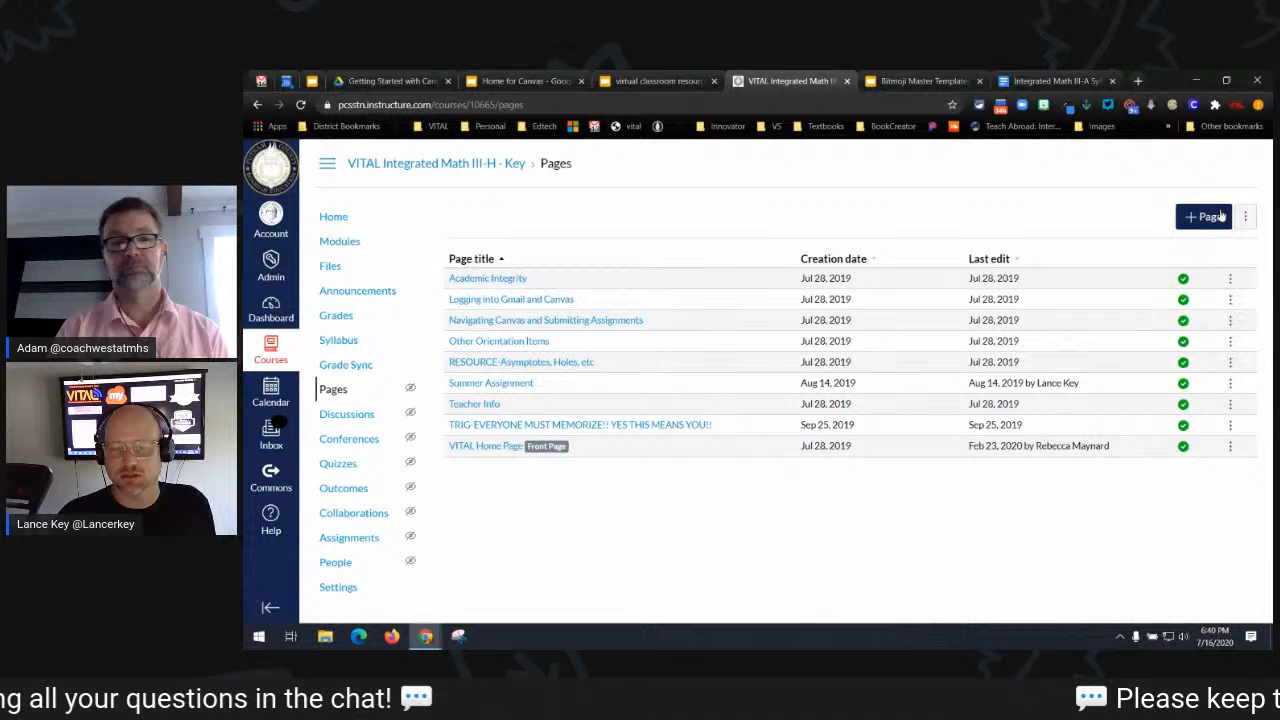 Getting Started with Can
Home for Canvas - Goog
virtual classroom resour
VITAL Integrated Math II
Bitmoji Master Template
Integrated Math III-A Sy
pcsstn.instructure.com/courses/10665/pages
Apps
District Bookmarks
VITAL
Personal
Edtech
vital
Innovator
VS
Textbooks
BookCreator
Teach Abroad: Inter...
Images
»
Other bookmarks
VITAL Integrated Math III-H - Key › Pages
Account
Admin
Dashboard
Courses
Calendar
Inbox
Commons
Help
Home
Modules
Files
Announcements
Grades
Syllabus
Grade Sync
Pages
Discussions
Conferences
Quizzes
Outcomes
Collaborations
Assignments
People
Settings
+ Page
Page title Creation date Last edit
Academic Integrity Jul 28, 2019 Jul 28, 2019
Logging into Gmail and Canvas Jul 28, 2019 Jul 28, 2019
Navigating Canvas and Submitting Assignments Jul 28, 2019 Jul 28, 2019
Other Orientation Items Jul 28, 2019 Jul 28, 2019
RESOURCE-Asymptotes, Holes, etc Jul 28, 2019 Jul 28, 2019
Summer Assignment Aug 14, 2019 Aug 14, 2019 by Lance Key
Teacher Info Jul 28, 2019 Jul 28, 2019
TRIG-EVERYONE MUST MEMORIZE!! YES THIS MEANS YOU!! Sep 25, 2019 Sep 25, 2019
VITAL Home Page Front Page Jul 28, 2019 Feb 23, 2020 by Rebecca Maynard
Adam @coachwestatmhs
VITAL
my
Lance Key @Lancerkey
6:40 PM
7/16/2020
ng all your questions in the chat! 💬
💬 Please keep t